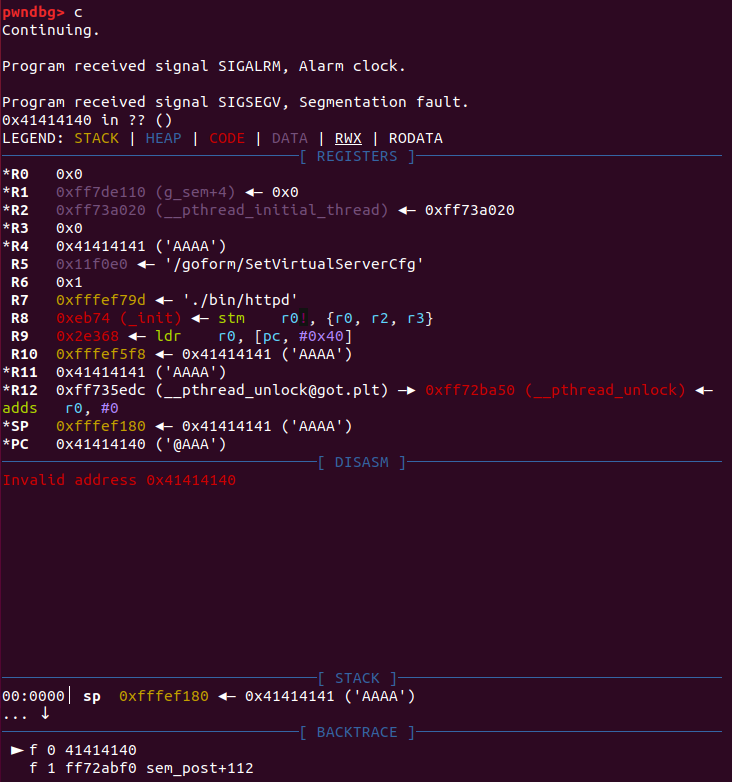 pwndbg> c
Continuing.
Program received signal SIGALRM, Alarm clock.
Program received signal SIGSEGV, Segmentation fault.
0x41414140 in ?? ()
LEGEND: STACK | HEAP | CODE | DATA | RWX | RODATA
[ REGISTERS ]
*R0   0x0
*R1   0xff7de110 (g_sem+4) ◂— 0x0
*R2   0xff73a020 (__pthread_initial_thread) ◂— 0xff73a020
*R3   0x0
*R4   0x41414141 ('AAAA')
 R5   0x11f0e0 ◂— '/goform/SetVirtualServerCfg'
 R6   0x1
 R7   0xfffef79d ◂— './bin/httpd'
 R8   0xeb74 (_init) ◂— stm    r0!, {r0, r2, r3}
 R9   0x2e368 ◂— ldr    r0, [pc, #0x40]
 R10  0xfffef5f8 ◂— 0x41414141 ('AAAA')
*R11  0x41414141 ('AAAA')
*R12  0xff735edc (__pthread_unlock@got.plt) —▸ 0xff72ba50 (__pthread_unlock) ◂—
adds   r0, #0
*SP   0xfffef180 ◂— 0x41414141 ('AAAA')
*PC   0x41414140 ('@AAA')
[ DISASM ]
Invalid address 0x41414140
[ STACK ]
00:0000│ sp  0xfffef180 ◂— 0x41414141 ('AAAA')
... ↓
[ BACKTRACE ]
 ► f 0 41414140
   f 1 ff72abf0 sem_post+112